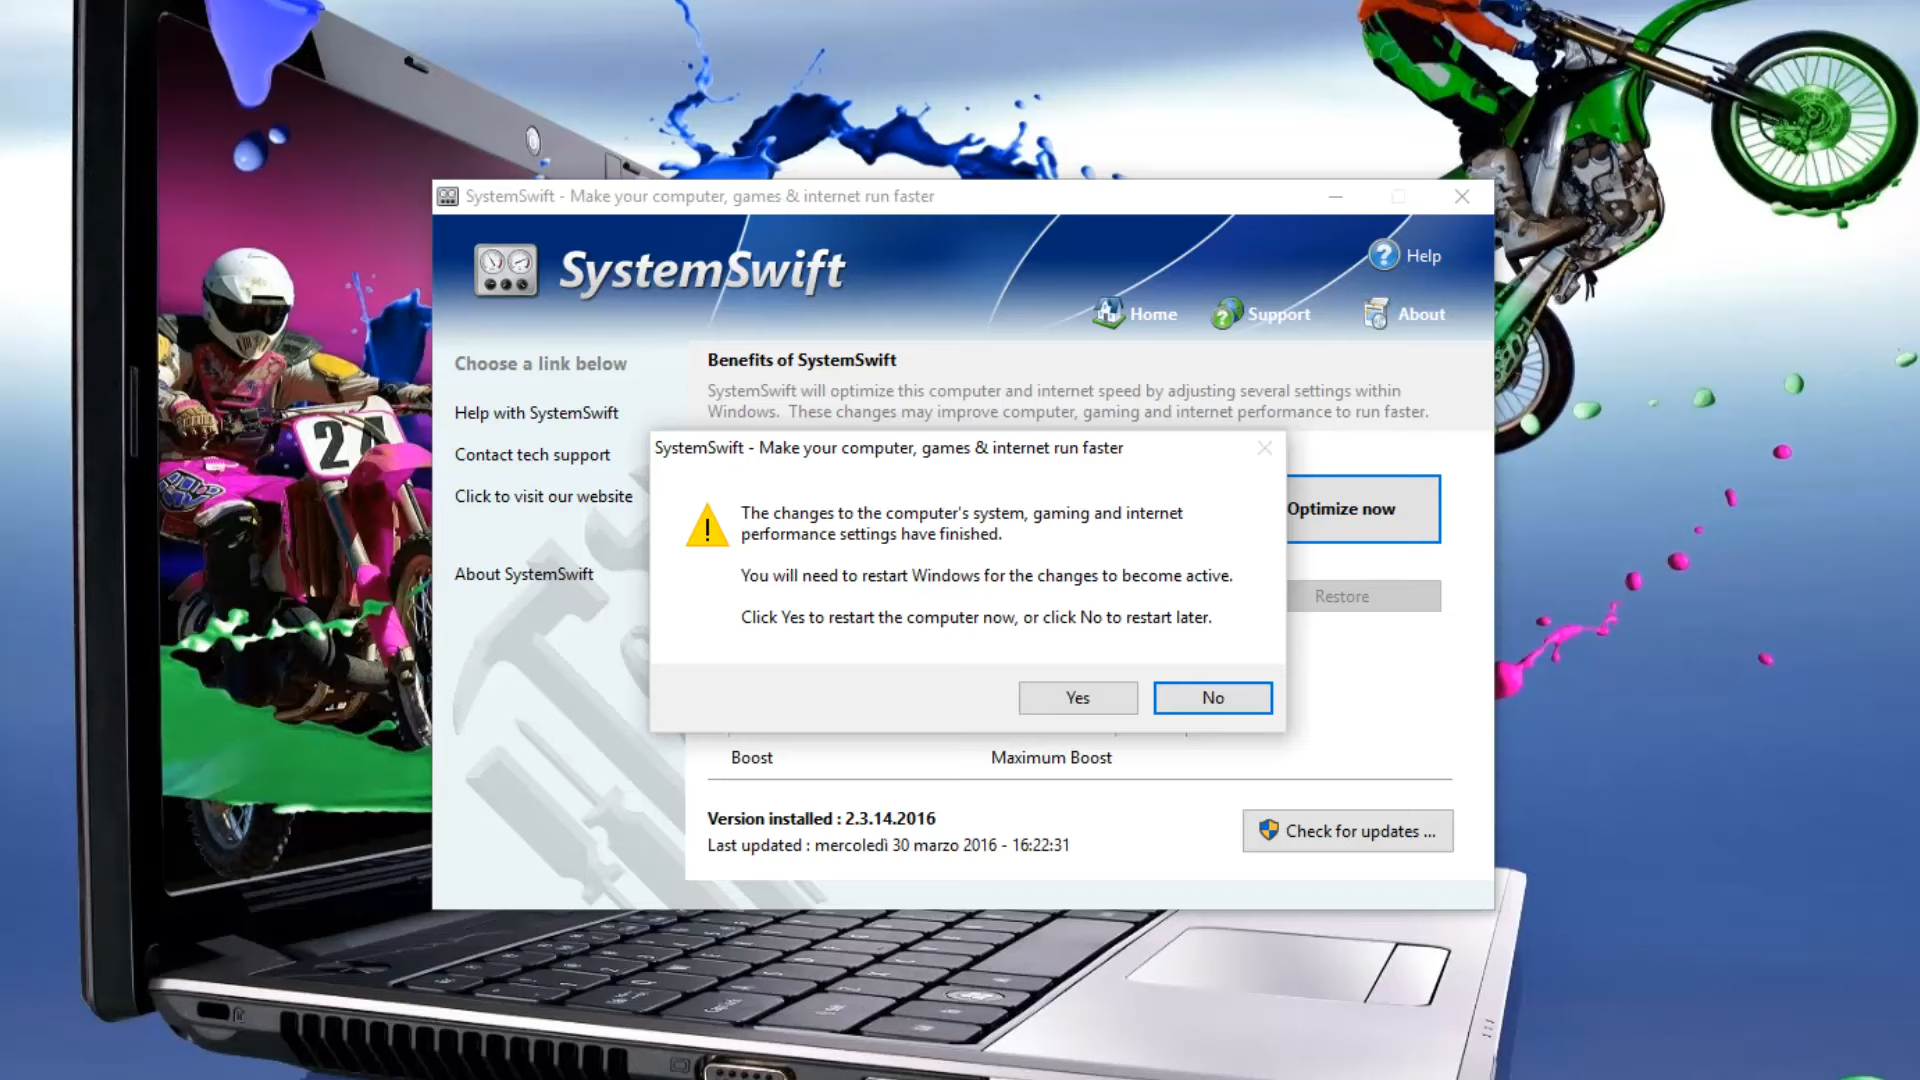 SystemSwift - Make your computer, games & internet run faster
SystemSwift
Help
Home
Support
About
Choose a link below
Help with SystemSwift
Contact tech support
Click to visit our website
About SystemSwift
Benefits of SystemSwift
SystemSwift will optimize this computer and internet speed by adjusting several settings within
Windows. These changes may improve computer, gaming and internet performance to run faster.
SystemSwift - Make your computer, games & internet run faster
The changes to the computer's system, gaming and internet
performance settings have finished.
You will need to restart Windows for the changes to become active.
Click Yes to restart the computer now, or click No to restart later.
Yes
No
Optimize now
Restore
Boost
Maximum Boost
Version installed : 2.3.14.2016
Last updated : mercoledì 30 marzo 2016 - 16:22:31
Check for updates ...